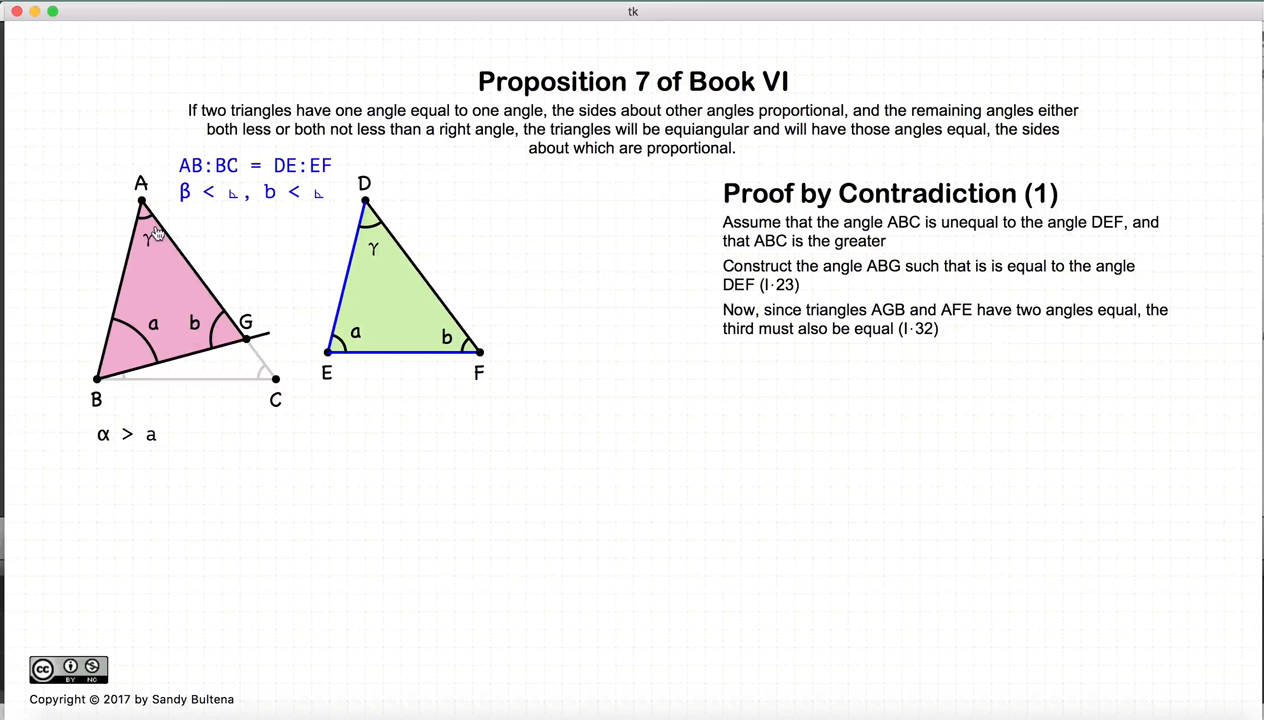 tk
Proposition 7 of Book VI
If two triangles have one angle equal to one angle, the sides about other angles proportional, and the remaining angles either
both less or both not less than a right angle, the triangles will be equiangular and will have those angles equal, the sides
about which are proportional.
AB:BC = DE:EF
β < ⊾, b < ⊾
A
D
γ
γ
a
b
G
a
b
B
C
E
F
α > a
Proof by Contradiction (1)
Assume that the angle ABC is unequal to the angle DEF, and
that ABC is the greater
Construct the angle ABG such that is is equal to the angle
DEF (I·23)
Now, since triangles AGB and AFE have two angles equal, the
third must also be equal (I·32)
cc
BY NC
Copyright © 2017 by Sandy Bultena